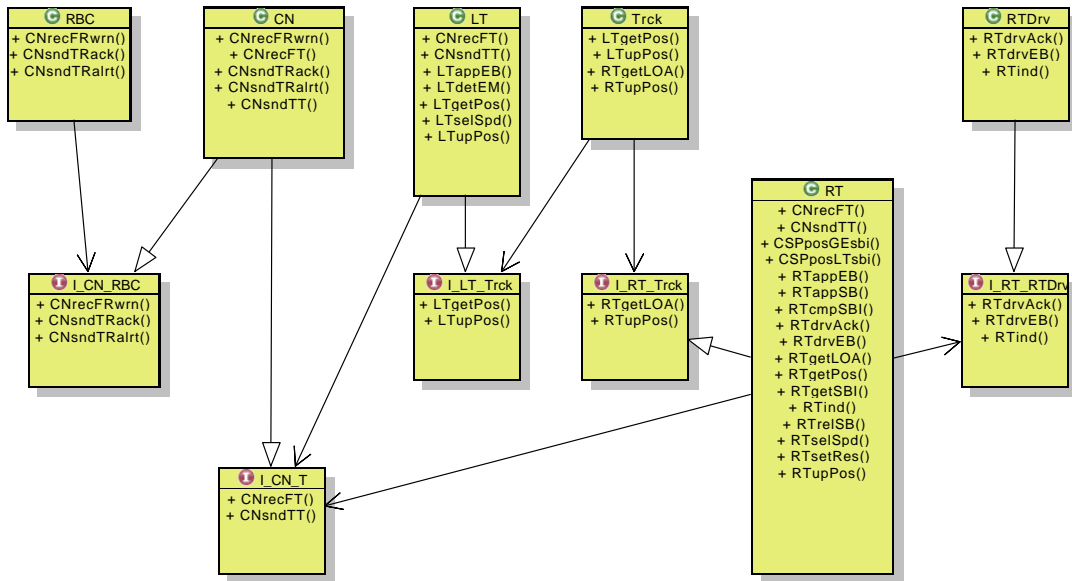 RBC
+ CNrecFRwrn()
+ CNsndTRack()
+ CNsndTRalrt()
CN
+ CNrecFRwrn()
+ CNrecFT()
+ CNsndTRack()
+ CNsndTRalrt()
+ CNsndTT()
LT
+ CNrecFT()
+ CNsndTT()
+ LTappEB()
+ LTdetEM()
+ LTgetPos()
+ LTselSpd()
+ LTupPos()
Trck
+ LTgetPos()
+ LTupPos()
+ RTgetLOA()
+ RTupPos()
RTDrv
+ RTdrvAck()
+ RTdrvEB()
+ RTind()
RT
+ CNrecFT()
+ CNsndTT()
+ CSPposGEsbi()
+ CSPposLTsbi()
+ RTappEB()
+ RTappSB()
+ RTcmpSBI()
+ RTdrvAck()
+ RTdrvEB()
+ RTgetLOA()
+ RTgetPos()
+ RTgetSBI()
+ RTind()
+ RTrelSB()
+ RTselSpd()
+ RTsetRes()
+ RTupPos()
I_CN_RBC
+ CNrecFRwrn()
+ CNsndTRack()
+ CNsndTRalrt()
I_LT_Trck
+ LTgetPos()
+ LTupPos()
I_RT_Trck
+ RTgetLOA()
+ RTupPos()
I_RT_RTDrv
+ RTdrvAck()
+ RTdrvEB()
+ RTind()
I_CN_T
+ CNrecFT()
+ CNsndTT()